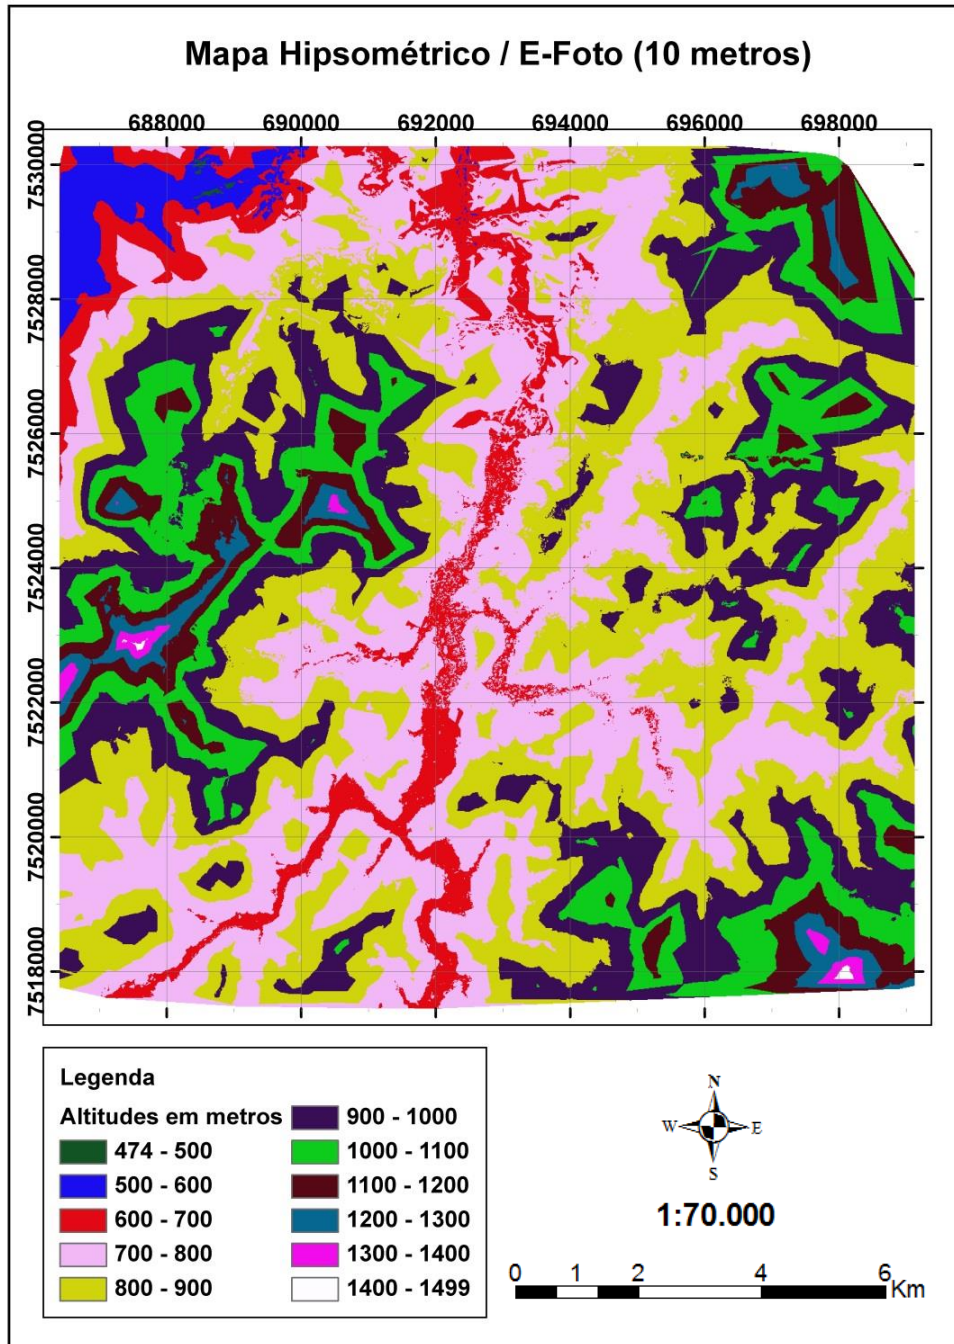 Mapa Hipsométrico / E-Foto (10 metros)
688000 690000 692000 694000 696000 698000
7530000
7528000
7526000
7524000
7522000
7520000
7518000
Legenda
Altitudes em metros
474 - 500
500 - 600
600 - 700
700 - 800
800 - 900
900 - 1000
1000 - 1100
1100 - 1200
1200 - 1300
1300 - 1400
1400 - 1499
N
W E
S
1:70.000
0 1 2 4 6
Km